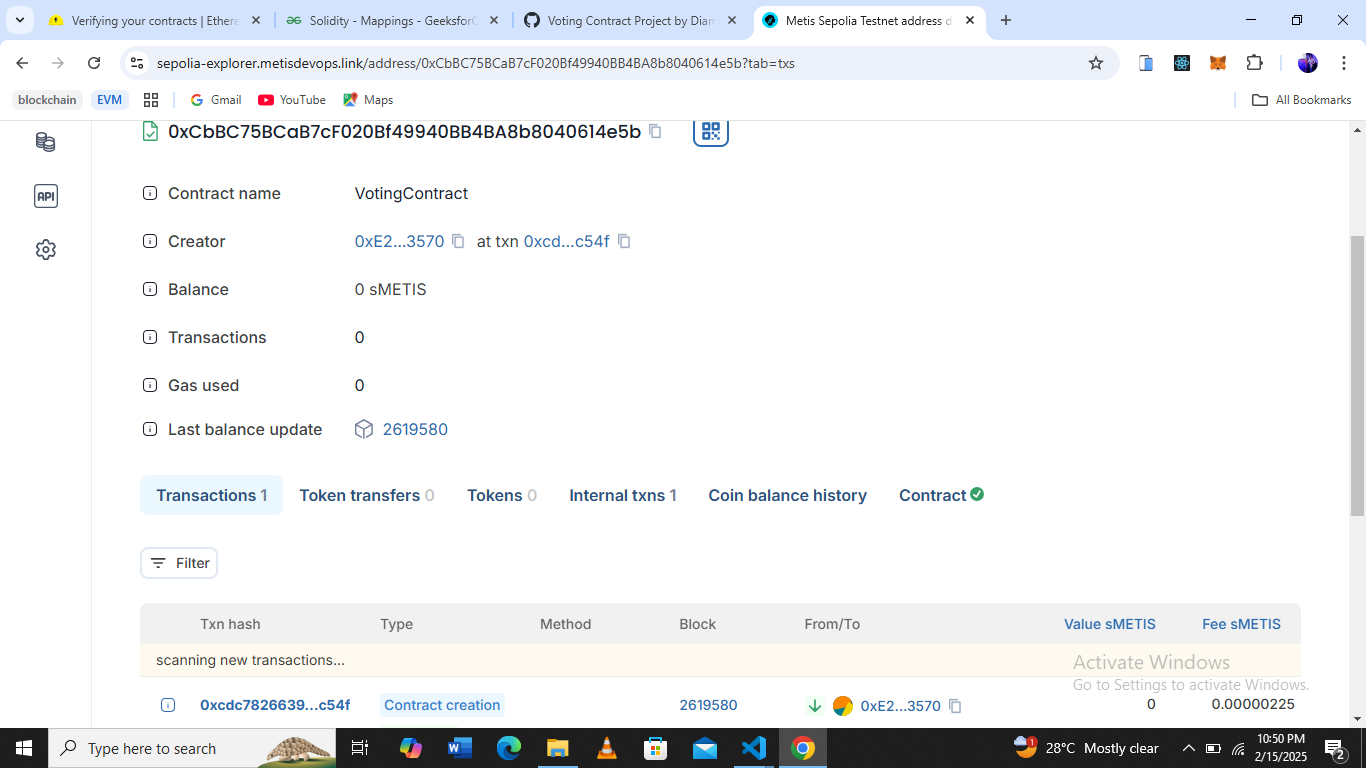 Verifying your contracts | Ethere
Solidity - Mappings - GeeksforG
Voting Contract Project by Diam
Metis Sepolia Testnet address d
sepolia-explorer.metisdevops.link/address/0xCbBC75BCaB7cF020Bf49940BB4BA8b8040614e5b?tab=txs
blockchain EVM Gmail YouTube Maps All Bookmarks
0xCbBC75BCaB7cF020Bf49940BB4BA8b8040614e5b
API
Contract name VotingContract
Creator 0xE2...3570 at txn 0xcd...c54f
Balance 0 sMETIS
Transactions 0
Gas used 0
Last balance update 2619580
Transactions 1 Token transfers 0 Tokens 0 Internal txns 1 Coin balance history Contract
Filter
Txn hash Type Method Block From/To Value sMETIS Fee sMETIS
scanning new transactions...
Activate Windows
Go to Settings to activate Windows.
0xcdc7826639...c54f Contract creation 2619580 0xE2...3570 0 0.00000225
Type here to search
1
28°C Mostly clear
10:50 PM
2/15/2025
2